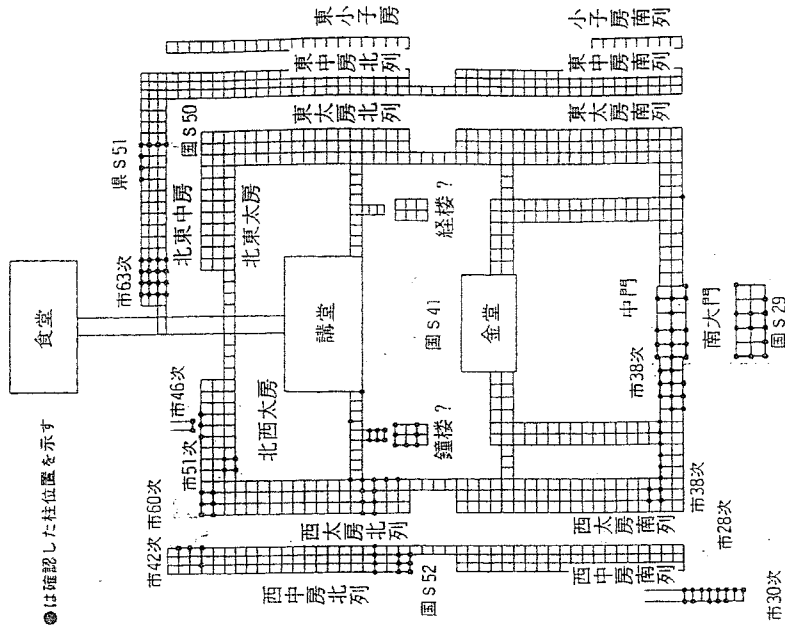 ●は確認した柱位置を示す
食堂
市63次
県S51
国S50
東小子房
東中房北列
小子房南列
東中房南列
北東中房
北東太房
東太房北列
東太房南列
市42次
市60次
市51次
市46次
北西太房
講堂
経楼?
国S41
金堂
鐘楼?
西太房北列
西中房北列
国S52
西太房南列
西中房南列
中門
市38次
南大門
国S29
市38次
市28次
市30次